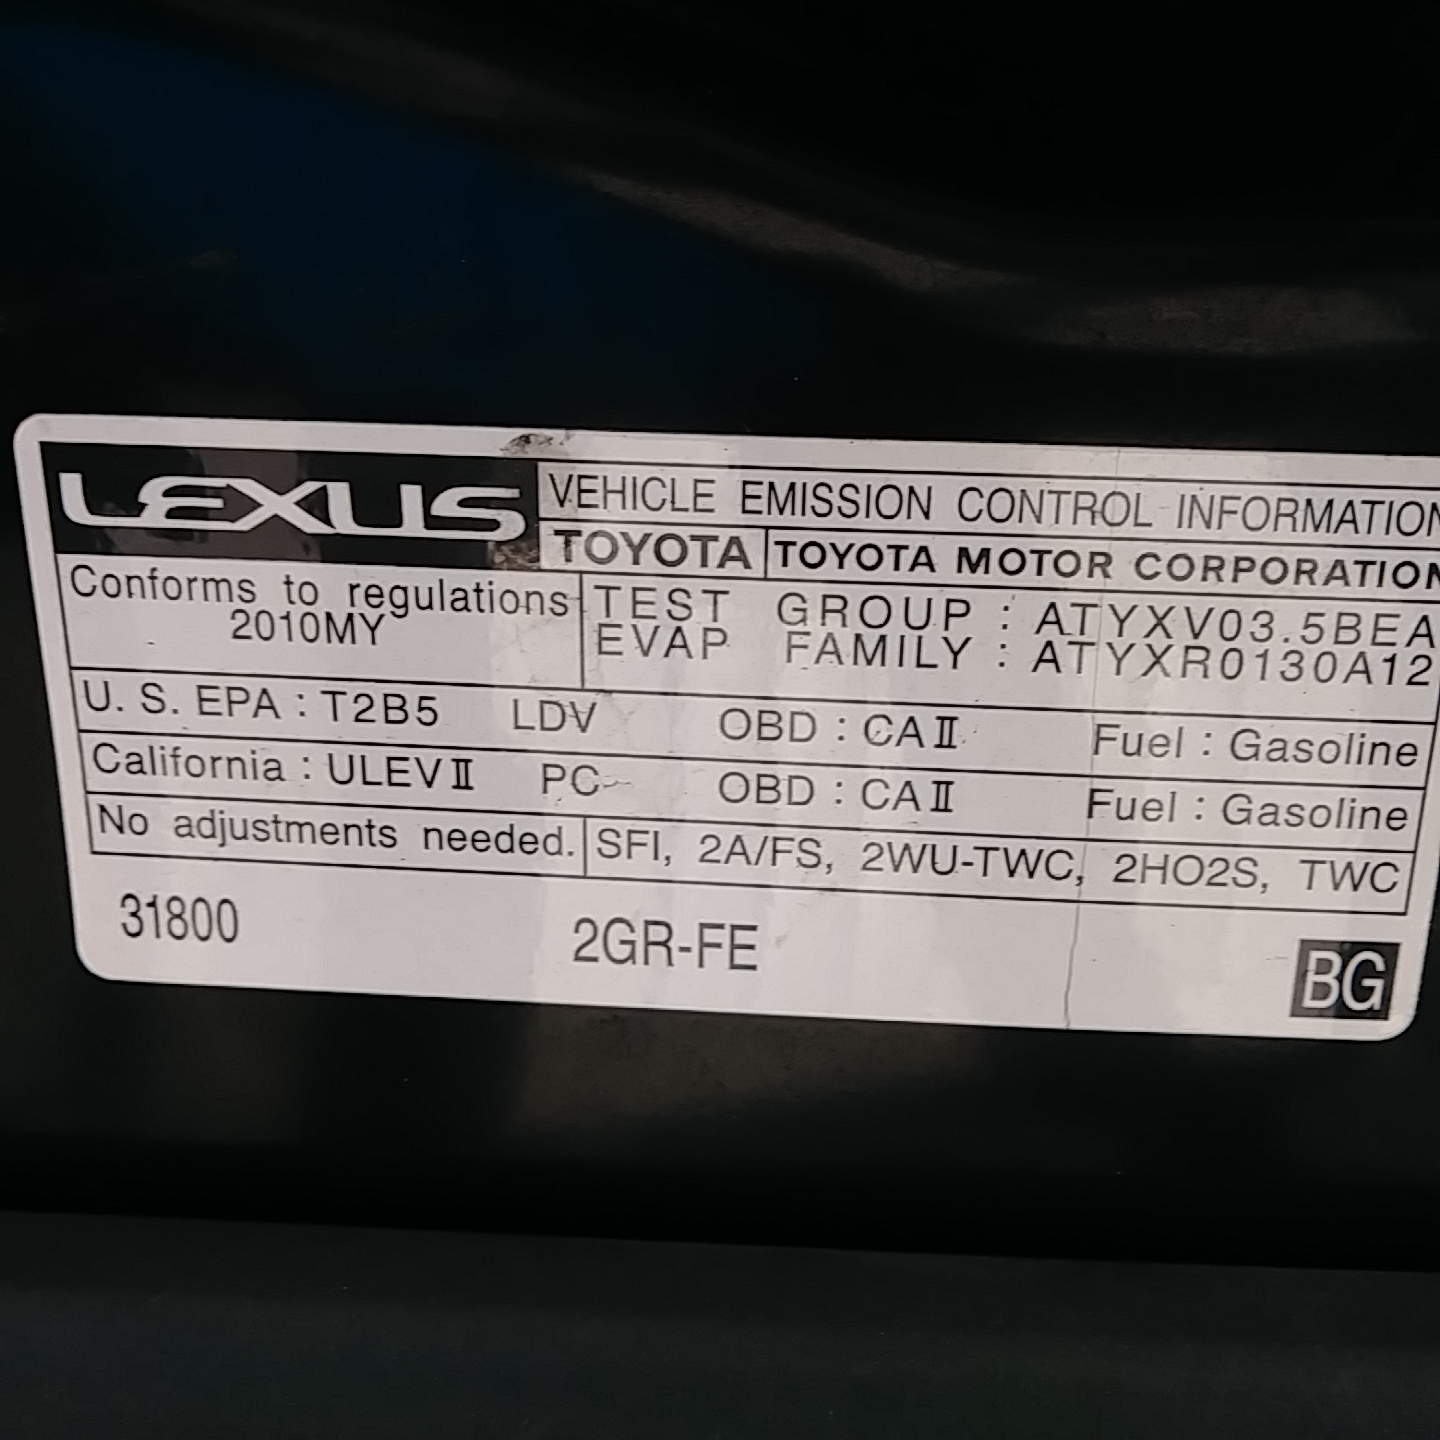 LEXUS
VEHICLE EMISSION CONTROL INFORMATION
TOYOTA TOYOTA MOTOR CORPORATION
Conforms to regulations
2010MY
TEST GROUP : ATYXV03.5BEA
EVAP FAMILY : ATYXR0130A12
U. S. EPA : T2B5 LDV OBD : CAⅡ Fuel : Gasoline
California : ULEVⅡ PC OBD : CAⅡ Fuel : Gasoline
No adjustments needed. SFI, 2A/FS, 2WU-TWC, 2HO2S, TWC
31800 2GR-FE BG